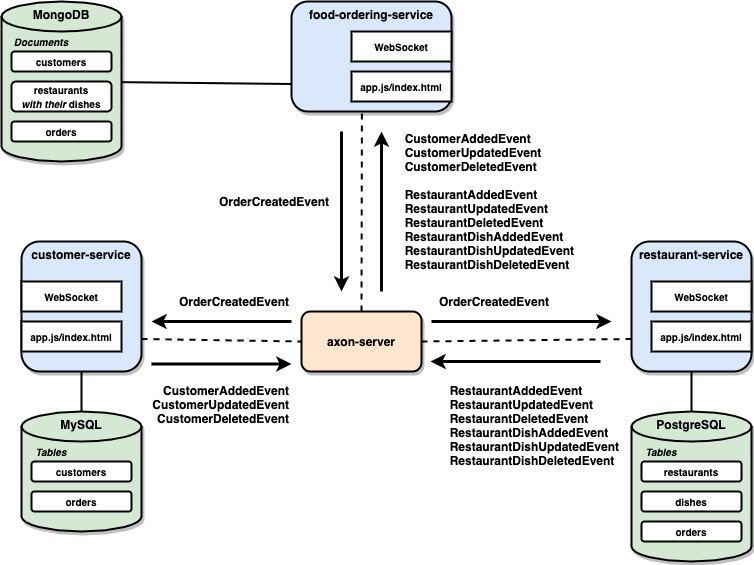 MongoDB
Documents
customers
restaurants
with their dishes
orders
food-ordering-service
WebSocket
app.js/index.html
OrderCreatedEvent
CustomerAddedEvent
CustomerUpdatedEvent
CustomerDeletedEvent
RestaurantAddedEvent
RestaurantUpdatedEvent
RestaurantDeletedEvent
RestaurantDishAddedEvent
RestaurantDishUpdatedEvent
RestaurantDishDeletedEvent
customer-service
WebSocket
app.js/index.html
OrderCreatedEvent
axon-server
OrderCreatedEvent
restaurant-service
WebSocket
app.js/index.html
CustomerAddedEvent
CustomerUpdatedEvent
CustomerDeletedEvent
RestaurantAddedEvent
RestaurantUpdatedEvent
RestaurantDeletedEvent
RestaurantDishAddedEvent
RestaurantDishUpdatedEvent
RestaurantDishDeletedEvent
MySQL
Tables
customers
orders
PostgreSQL
Tables
restaurants
dishes
orders